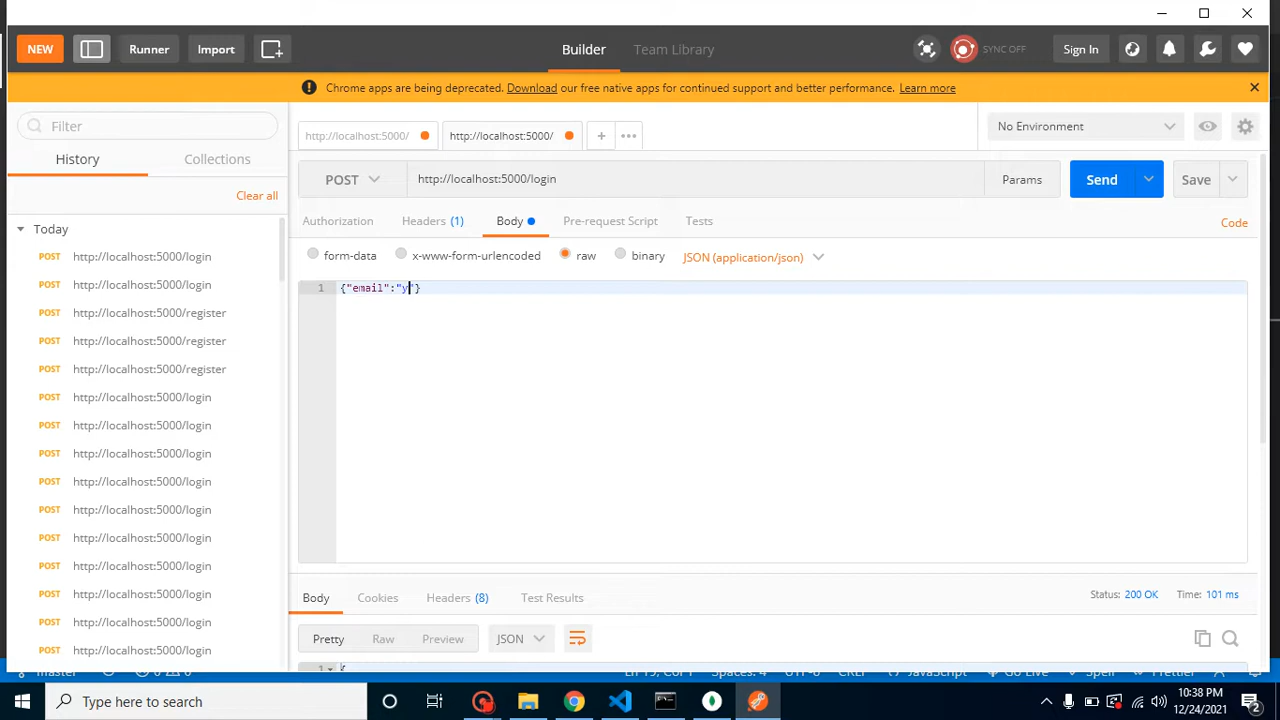 NEW
Runner
Import
Builder
Team Library
SYNC OFF
Sign In
Chrome apps are being deprecated. Download our free native apps for continued support and better performance. Learn more
Filter
History
Collections
Clear all
Today
POST http://localhost:5000/login
POST http://localhost:5000/login
POST http://localhost:5000/register
POST http://localhost:5000/register
POST http://localhost:5000/register
POST http://localhost:5000/login
POST http://localhost:5000/login
POST http://localhost:5000/login
POST http://localhost:5000/login
POST http://localhost:5000/login
POST http://localhost:5000/login
POST http://localhost:5000/login
POST http://localhost:5000/login
POST http://localhost:5000/login
POST http://localhost:5000/login
http://localhost:5000/
http://localhost:5000/
No Environment
POST
http://localhost:5000/login
Params
Send
Save
Authorization
Headers (1)
Body
Pre-request Script
Tests
Code
form-data
x-www-form-urlencoded
raw
binary
JSON (application/json)
1 {"email":"y"}
Body
Cookies
Headers (8)
Test Results
Status: 200 OK
Time: 101 ms
Pretty
Raw
Preview
JSON
1 {
Type here to search
10:38 PM
12/24/2021
2